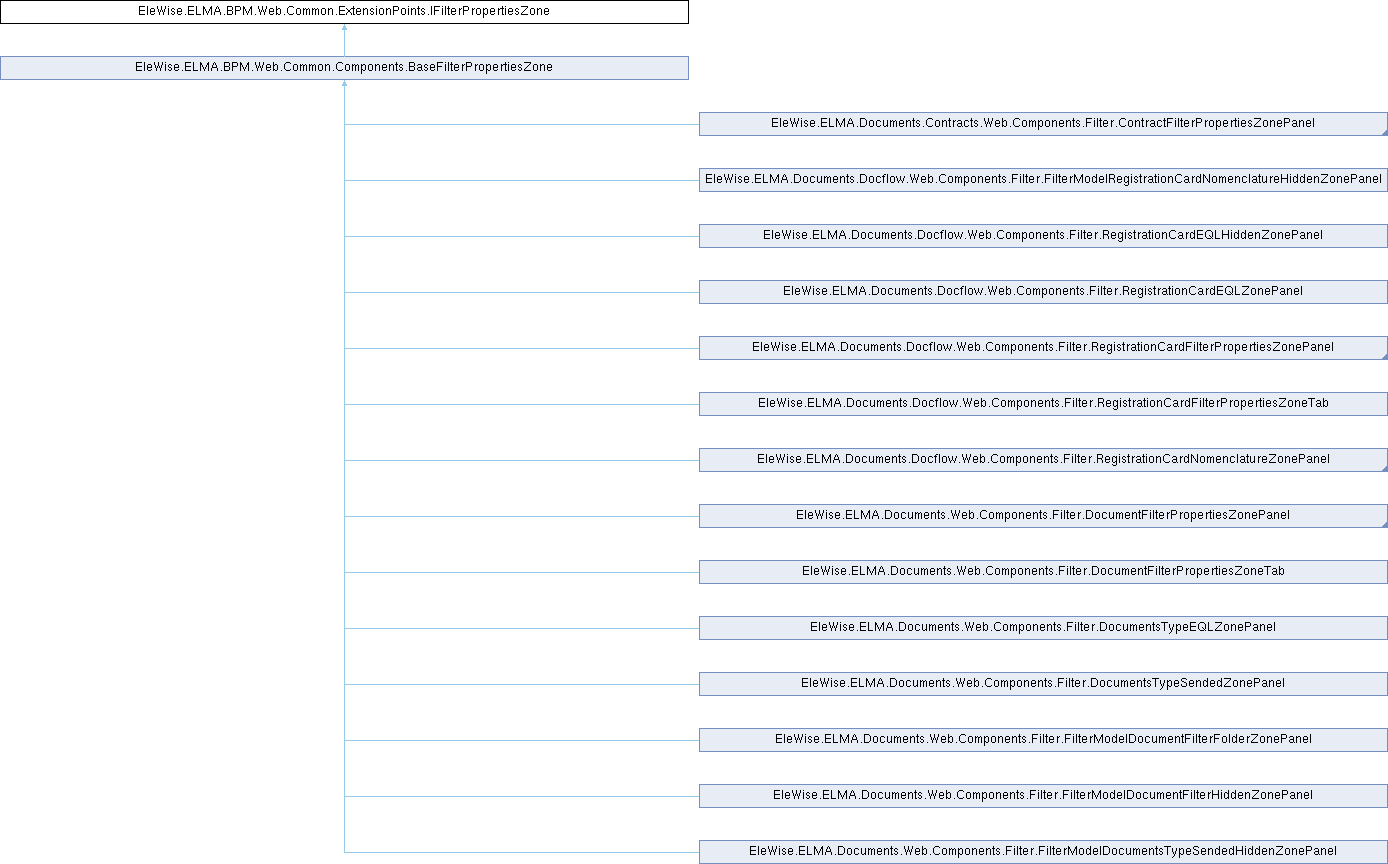 EleWise.ELMA.BPM.Web.Common.ExtensionPoints.IFilterPropertiesZone
EleWise.ELMA.BPM.Web.Common.Components.BaseFilterPropertiesZone
EleWise.ELMA.Documents.Contracts.Web.Components.Filter.ContractFilterPropertiesZonePanel
EleWise.ELMA.Documents.Docflow.Web.Components.Filter.FilterModelRegistrationCardNomenclatureHiddenZonePanel
EleWise.ELMA.Documents.Docflow.Web.Components.Filter.RegistrationCardEQLHiddenZonePanel
EleWise.ELMA.Documents.Docflow.Web.Components.Filter.RegistrationCardEQLZonePanel
EleWise.ELMA.Documents.Docflow.Web.Components.Filter.RegistrationCardFilterPropertiesZonePanel
EleWise.ELMA.Documents.Docflow.Web.Components.Filter.RegistrationCardFilterPropertiesZoneTab
EleWise.ELMA.Documents.Docflow.Web.Components.Filter.RegistrationCardNomenclatureZonePanel
EleWise.ELMA.Documents.Web.Components.Filter.DocumentFilterPropertiesZonePanel
EleWise.ELMA.Documents.Web.Components.Filter.DocumentFilterPropertiesZoneTab
EleWise.ELMA.Documents.Web.Components.Filter.DocumentsTypeEQLZonePanel
EleWise.ELMA.Documents.Web.Components.Filter.DocumentsTypeSendedZonePanel
EleWise.ELMA.Documents.Web.Components.Filter.FilterModelDocumentFilterFolderZonePanel
EleWise.ELMA.Documents.Web.Components.Filter.FilterModelDocumentFilterHiddenZonePanel
EleWise.ELMA.Documents.Web.Components.Filter.FilterModelDocumentsTypeSendedHiddenZonePanel